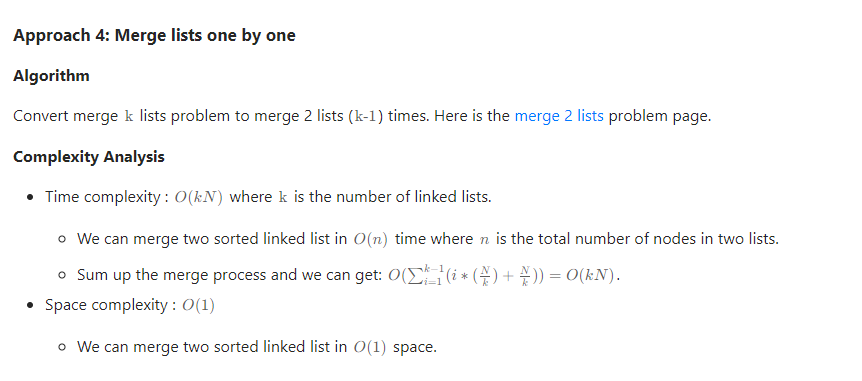 Approach 4: Merge lists one by one
Algorithm
Convert merge k lists problem to merge 2 lists (k-1) times. Here is the merge 2 lists problem page.
Complexity Analysis
• Time complexity : O(kN) where k is the number of linked lists.
◦ We can merge two sorted linked list in O(n) time where n is the total number of nodes in two lists.
◦ Sum up the merge process and we can get: O(∑_{i=1}^{k-1}(i * (N/k) + N/k)) = O(kN).
• Space complexity : O(1)
◦ We can merge two sorted linked list in O(1) space.